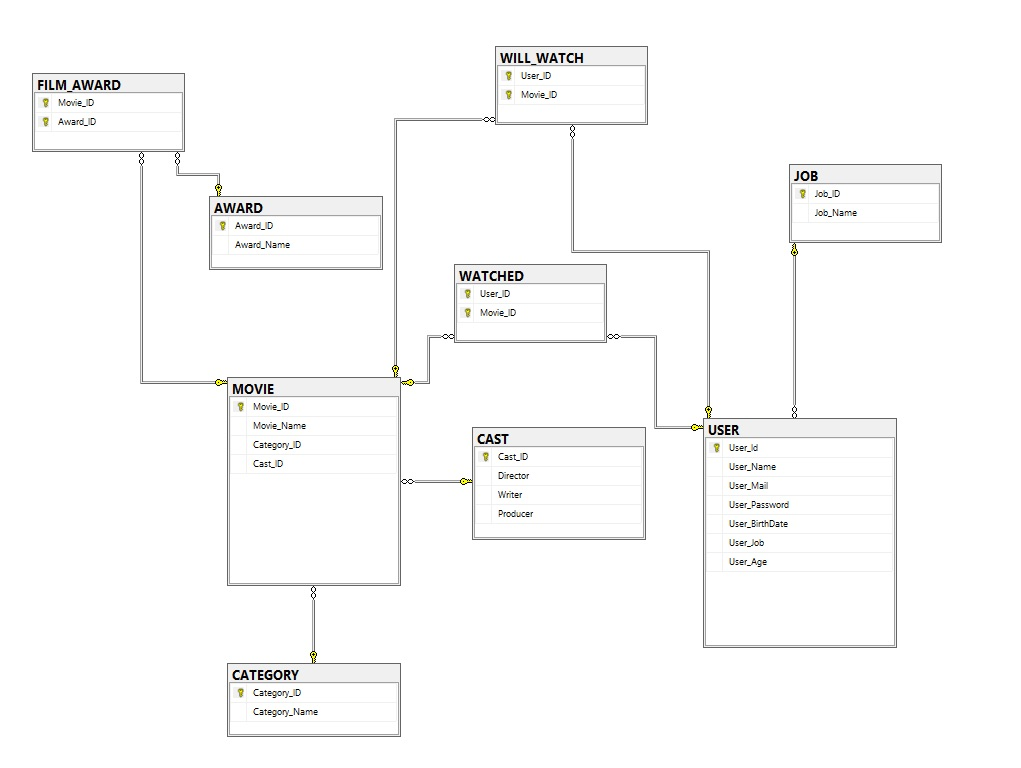 FILM_AWARD
Movie_ID
Award_ID
WILL_WATCH
User_ID
Movie_ID
JOB
Job_ID
Job_Name
AWARD
Award_ID
Award_Name
WATCHED
User_ID
Movie_ID
MOVIE
Movie_ID
Movie_Name
Category_ID
Cast_ID
CAST
Cast_ID
Director
Writer
Producer
USER
User_Id
User_Name
User_Mail
User_Password
User_BirthDate
User_Job
User_Age
CATEGORY
Category_ID
Category_Name